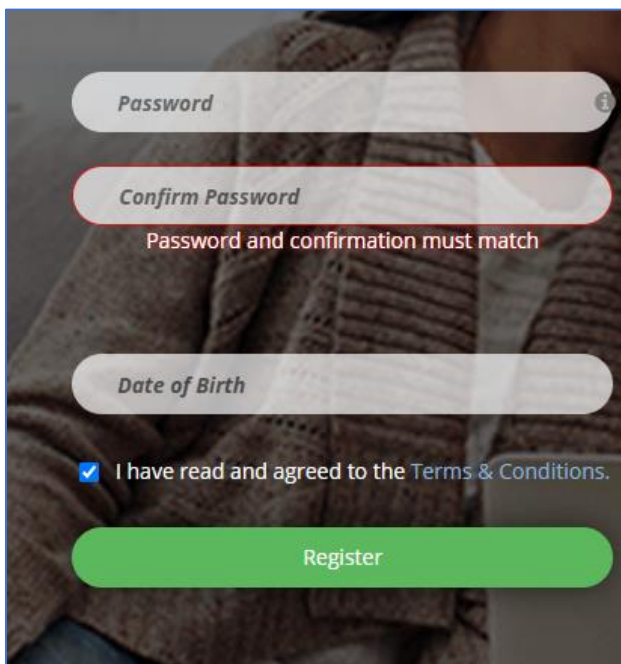 Password
Confirm Password
Password and confirmation must match
Date of Birth
I have read and agreed to the Terms & Conditions.
Register